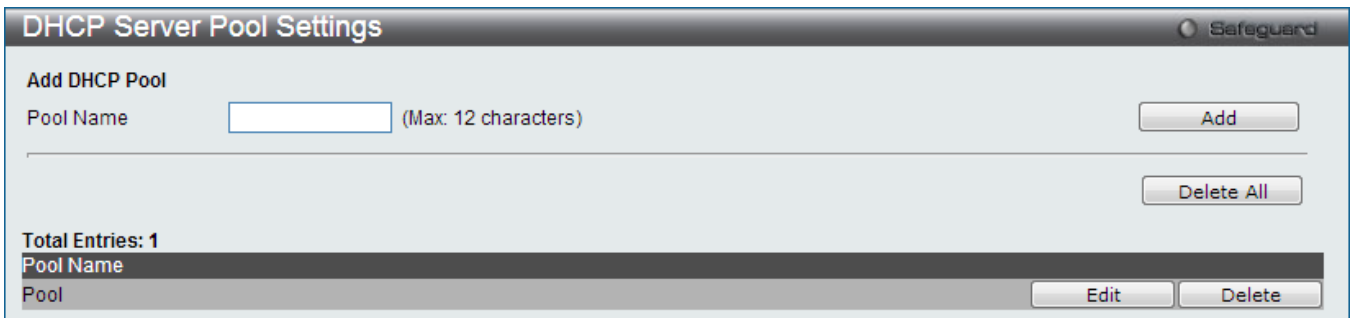 DHCP Server Pool Settings
Safeguard
Add DHCP Pool
Pool Name (Max: 12 characters) Add
Delete All
Total Entries: 1
Pool Name
Pool Edit Delete